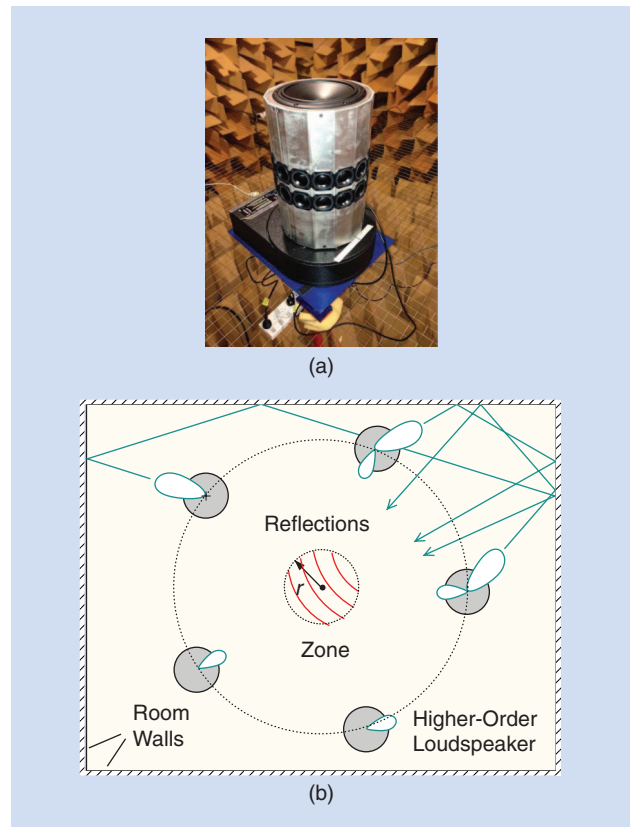 (a)
Reflections
r
Zone
Room
Walls
Higher-Order
Loudspeaker
(b)